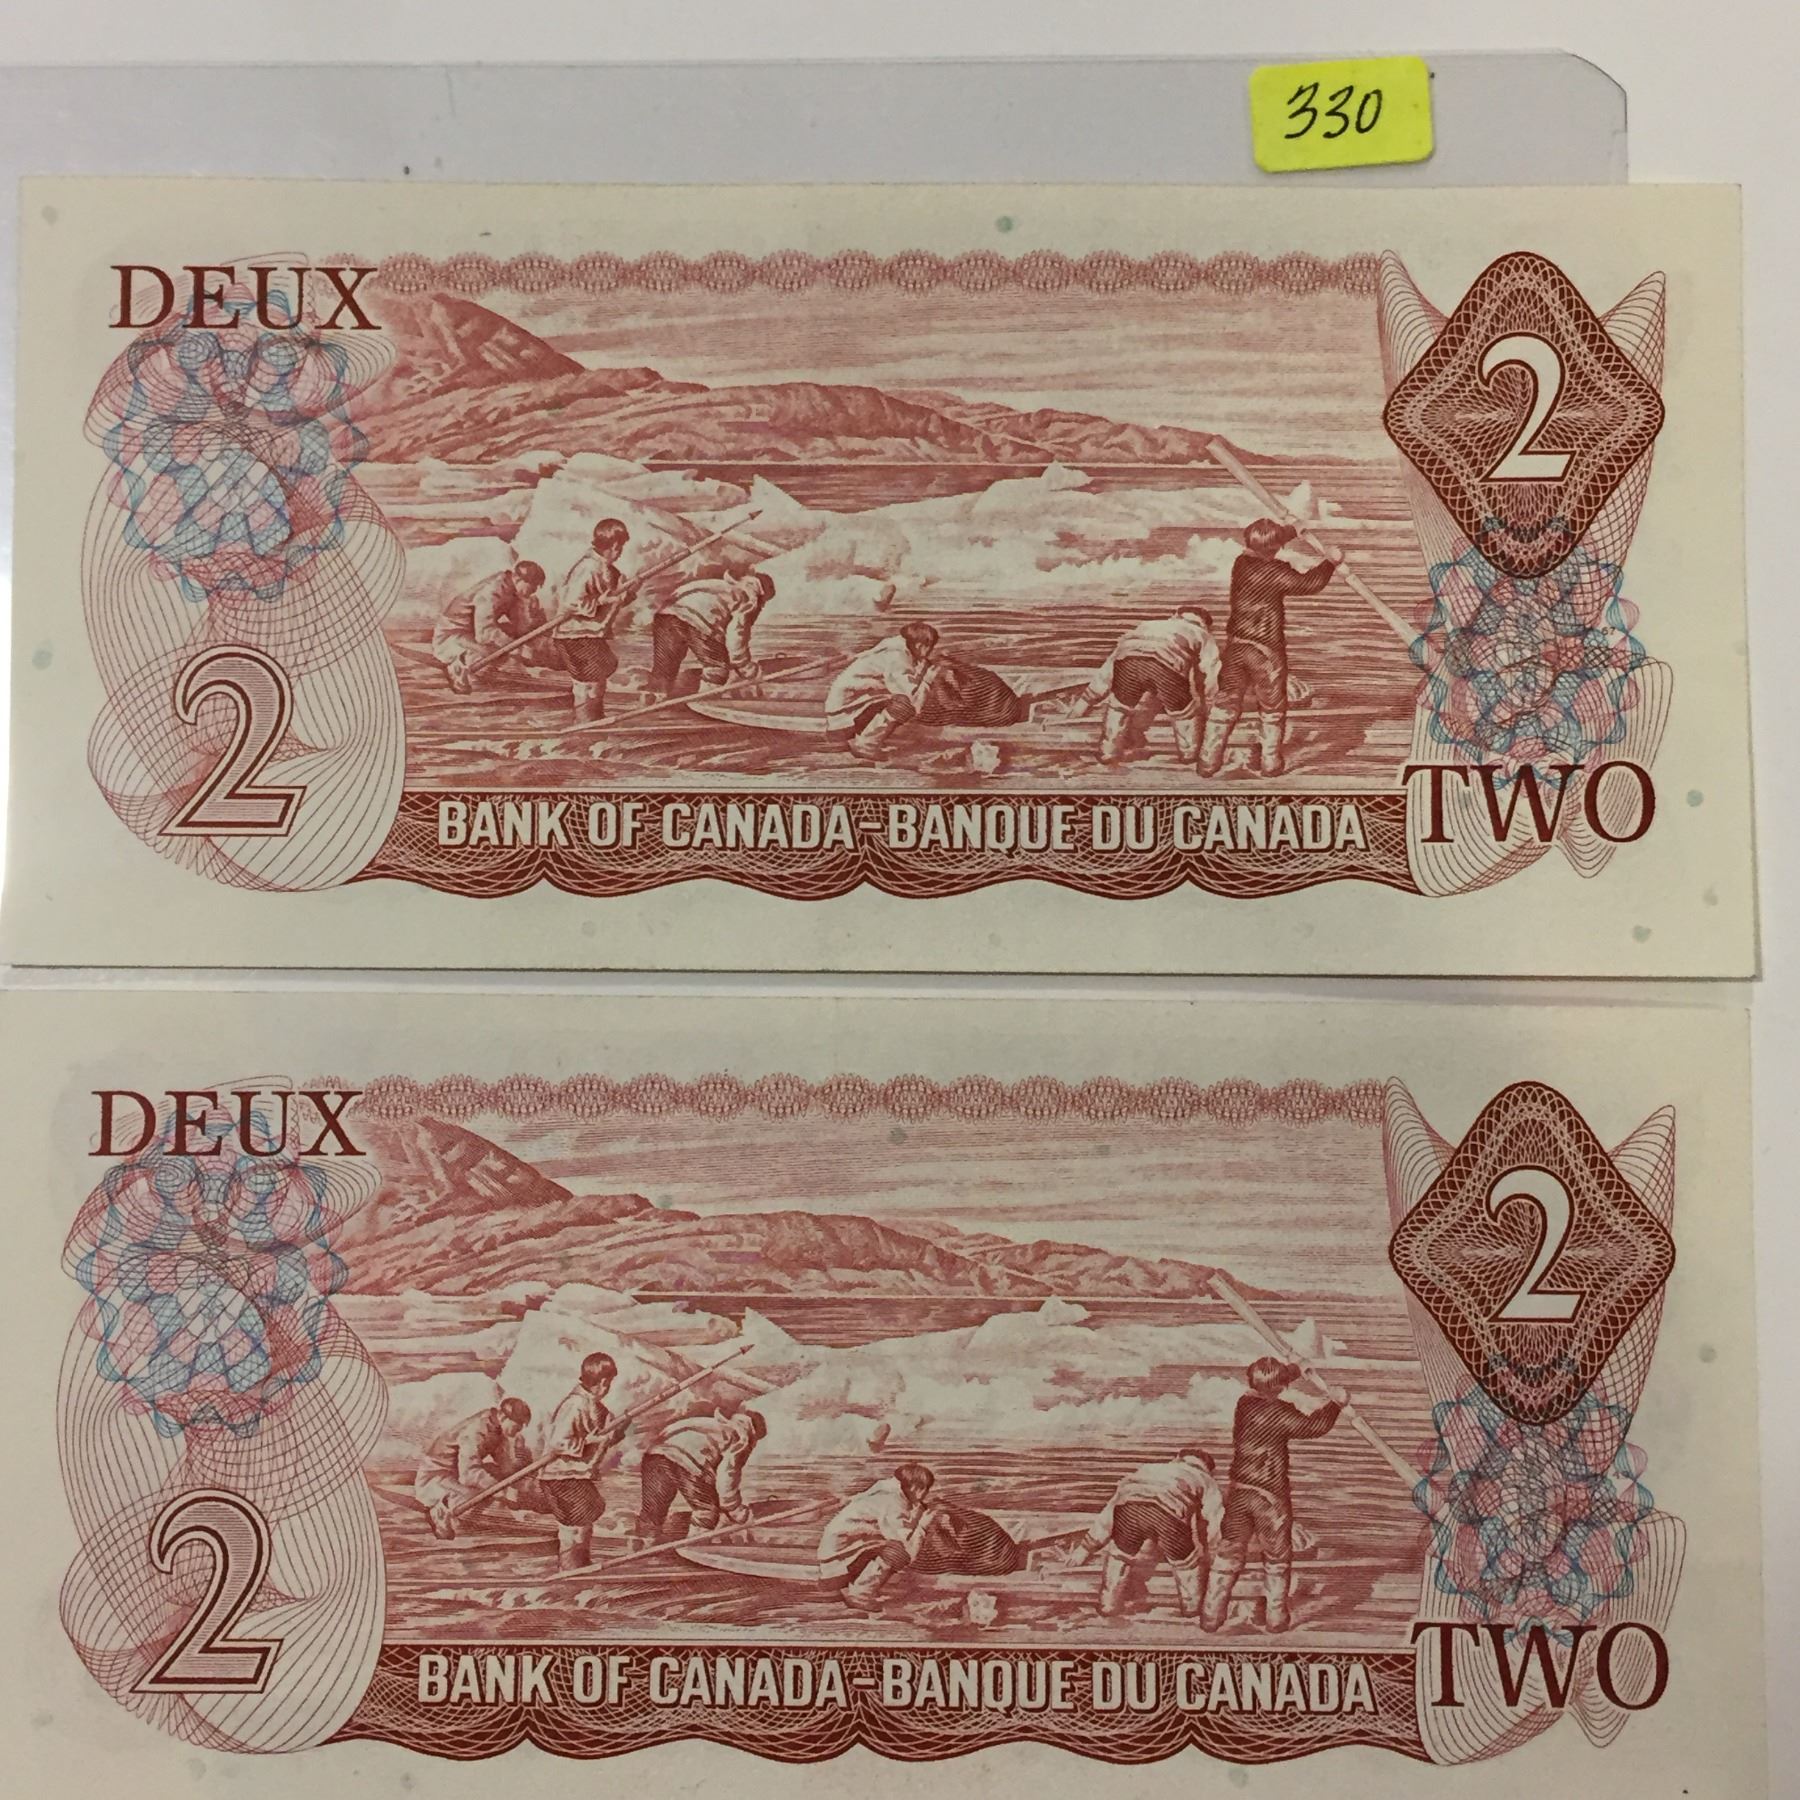 330
DEUX
2
2
BANK OF CANADA-BANQUE DU CANADA
TWO
DEUX
2
2
BANK OF CANADA-BANQUE DU CANADA
TWO